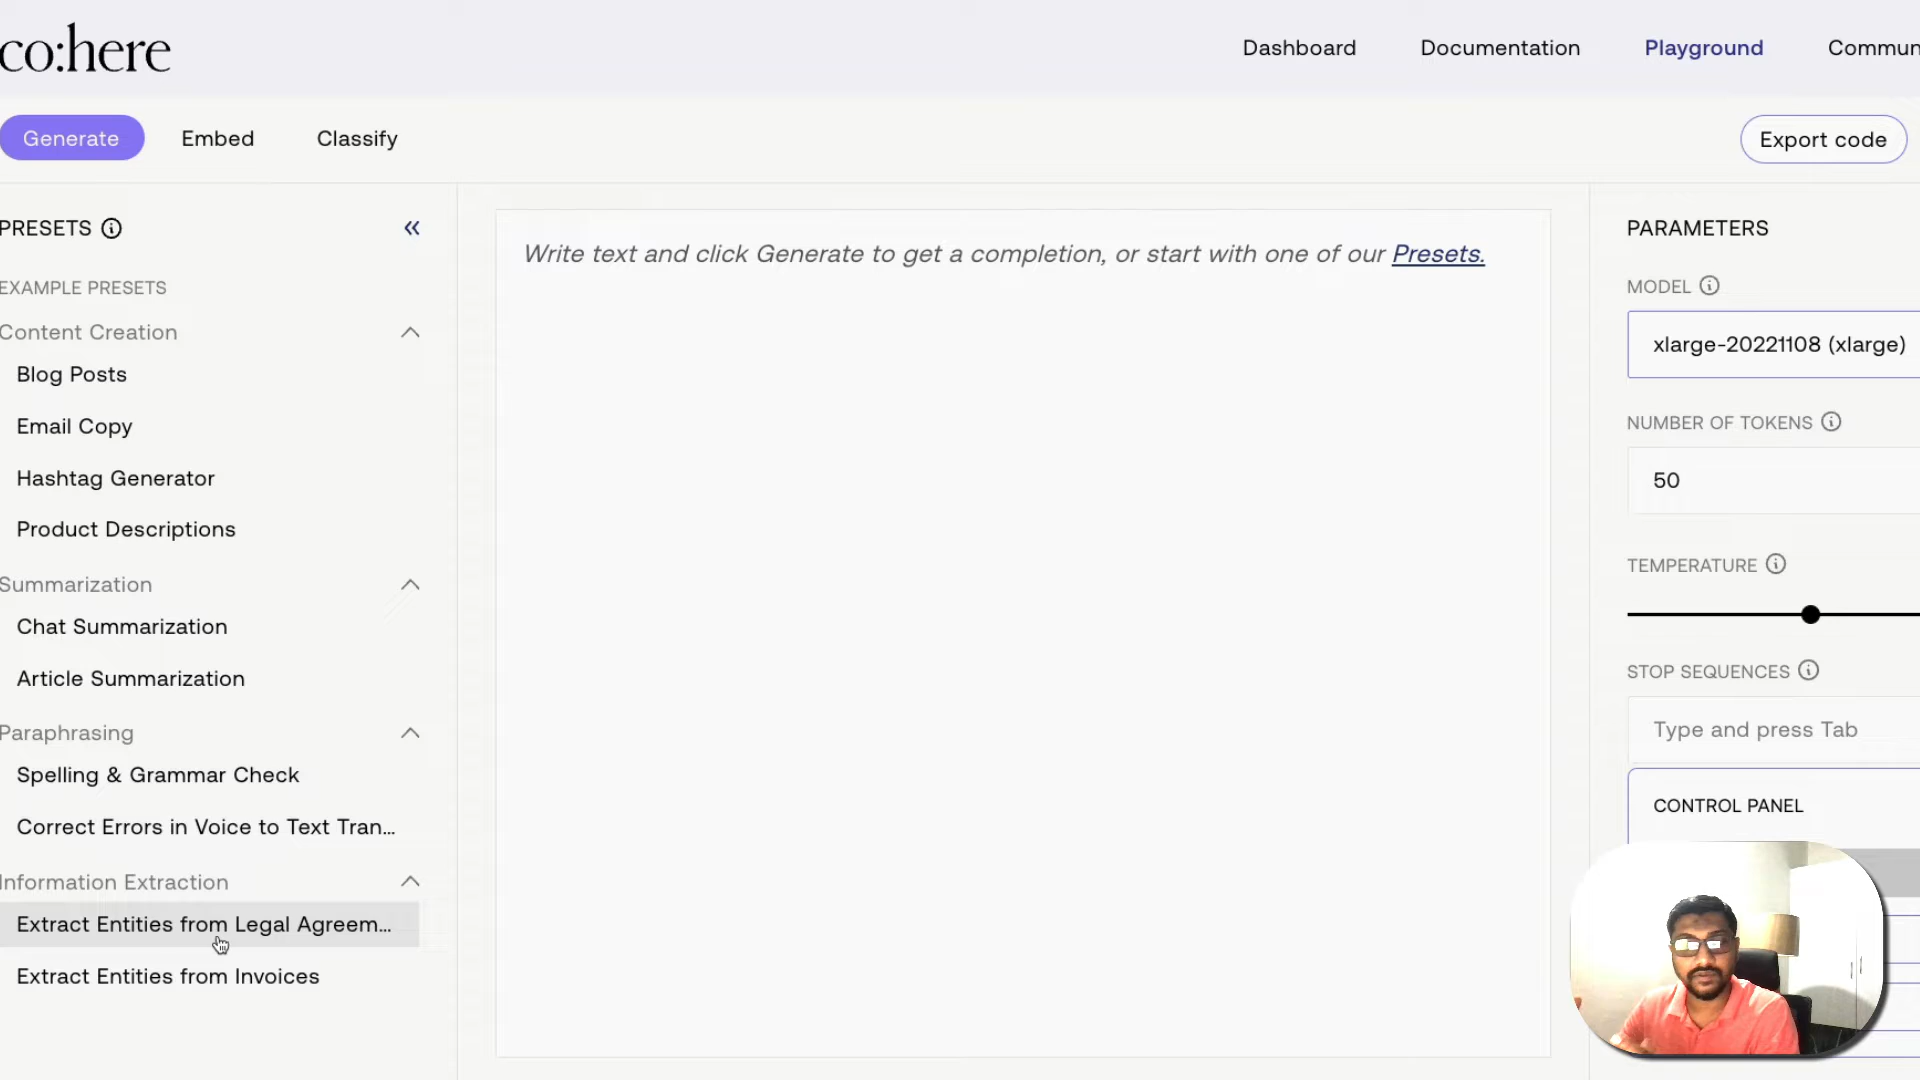 co:here
Dashboard
Documentation
Playground
Commun
Generate
Embed
Classify
Export code
PRESETS
«
EXAMPLE PRESETS
Content Creation
Blog Posts
Email Copy
Hashtag Generator
Product Descriptions
Summarization
Chat Summarization
Article Summarization
Paraphrasing
Spelling & Grammar Check
Correct Errors in Voice to Text Tran...
Information Extraction
Extract Entities from Legal Agreem...
Extract Entities from Invoices
Write text and click Generate to get a completion, or start with one of our Presets.
PARAMETERS
MODEL
xlarge-20221108 (xlarge)
NUMBER OF TOKENS
50
TEMPERATURE
STOP SEQUENCES
Type and press Tab
CONTROL PANEL